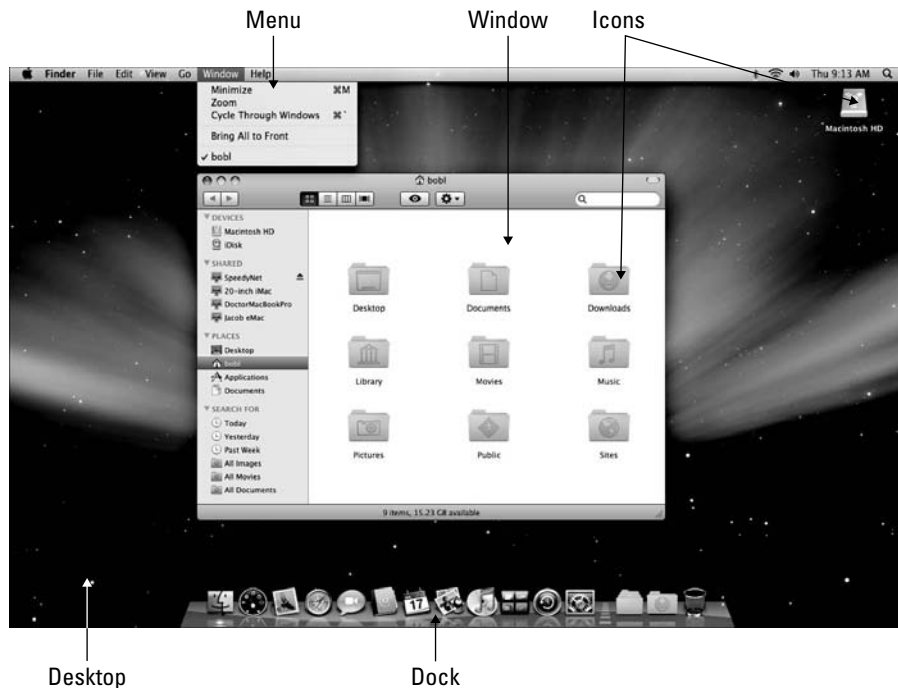 Menu Window Icons
Finder File Edit View Go Window Help Thu 9:13 AM
Minimize ⌘M
Zoom
Cycle Through Windows ⌘`
Bring All to Front
✓ bobl
Macintosh HD
bobl
DEVICES
Macintosh HD
iDisk
SHARED
SpeedyNet
20-inch iMac
DoctorMacBookPro
Jacob eMac
PLACES
Desktop
bobl
Applications
Documents
SEARCH FOR
Today
Yesterday
Past Week
All Images
All Movies
All Documents
Desktop Documents Downloads
Library Movies Music
Pictures Public Sites
9 items, 15.23 GB available
17
Desktop Dock